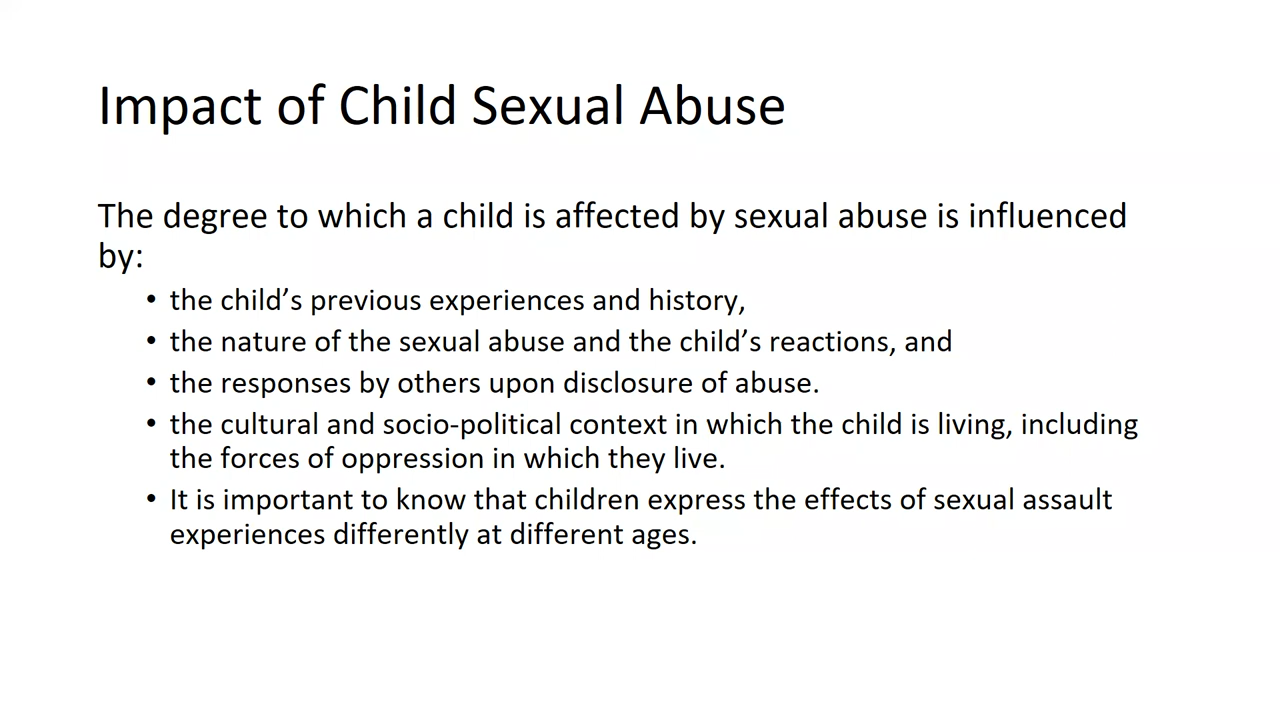 Impact of Child Sexual Abuse
The degree to which a child is affected by sexual abuse is influenced
by:
• the child’s previous experiences and history,
• the nature of the sexual abuse and the child’s reactions, and
• the responses by others upon disclosure of abuse.
• the cultural and socio-political context in which the child is living, including
the forces of oppression in which they live.
• It is important to know that children express the effects of sexual assault
experiences differently at different ages.